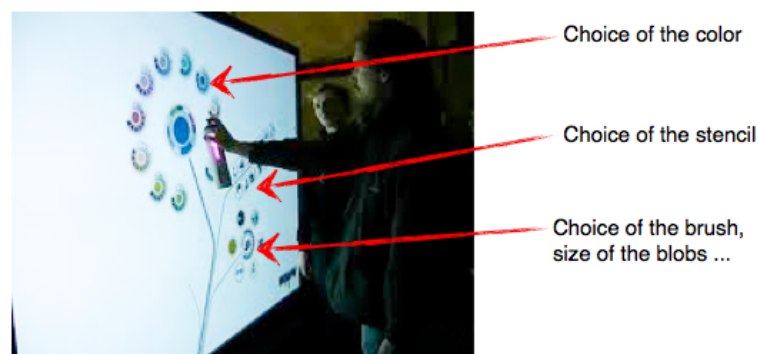 Choice of the color
Choice of the stencil
Choice of the brush,
size of the blobs ...